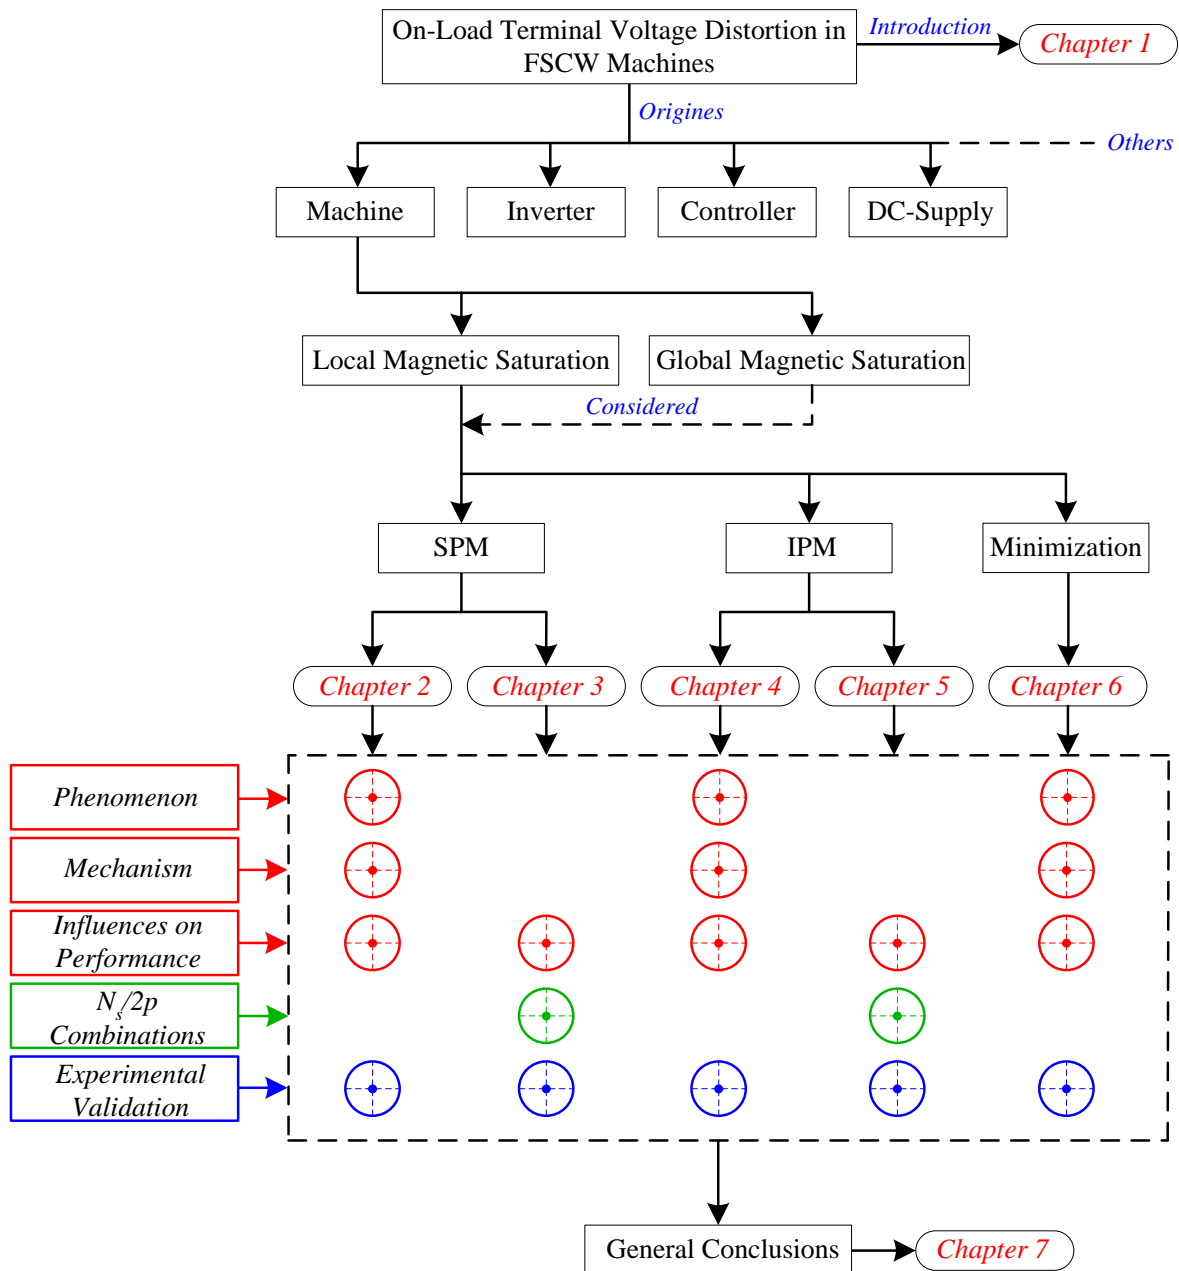 On-Load Terminal Voltage Distortion in
FSCW Machines
Introduction
Chapter 1
Origines
Others
Machine
Inverter
Controller
DC-Supply
Local Magnetic Saturation
Global Magnetic Saturation
Considered
SPM
IPM
Minimization
Chapter 2
Chapter 3
Chapter 4
Chapter 5
Chapter 6
Phenomenon
Mechanism
Influences on
Performance
Ns/2p
Combinations
Experimental
Validation
General Conclusions
Chapter 7